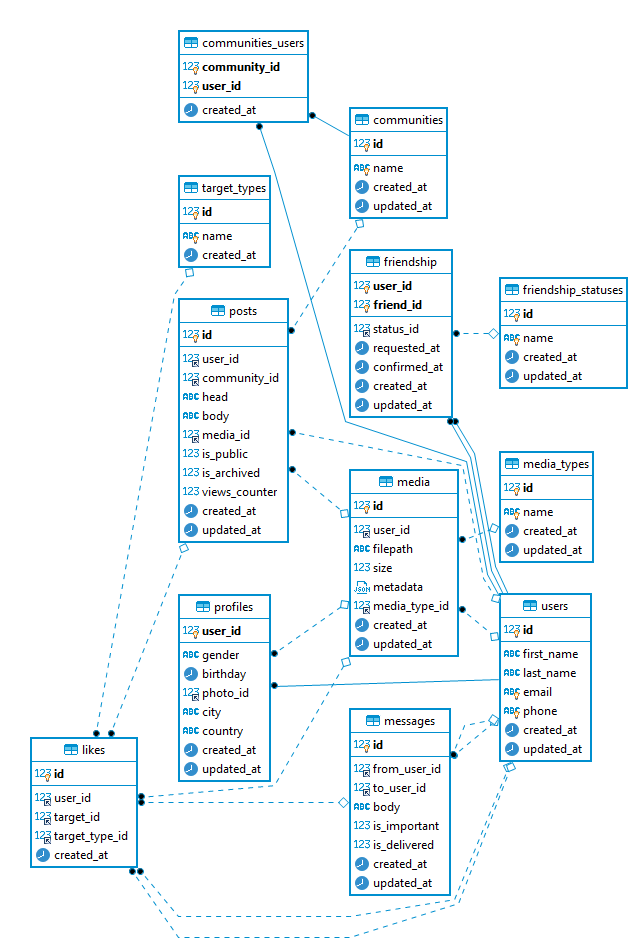 communities_users
123 community_id
123 user_id
created_at
communities
123 id
ABC name
created_at
updated_at
target_types
123 id
ABC name
created_at
friendship
123 user_id
123 friend_id
123 status_id
requested_at
confirmed_at
created_at
updated_at
friendship_statuses
123 id
ABC name
created_at
updated_at
posts
123 id
123 user_id
123 community_id
ABC head
ABC body
123 media_id
123 is_public
123 is_archived
123 views_counter
created_at
updated_at
media
123 id
123 user_id
ABC filepath
123 size
JSON metadata
123 media_type_id
created_at
updated_at
media_types
123 id
ABC name
created_at
updated_at
profiles
123 user_id
ABC gender
birthday
123 photo_id
ABC city
ABC country
created_at
updated_at
users
123 id
ABC first_name
ABC last_name
ABC email
ABC phone
created_at
updated_at
messages
123 id
123 from_user_id
123 to_user_id
ABC body
123 is_important
123 is_delivered
created_at
updated_at
likes
123 id
123 user_id
123 target_id
123 target_type_id
created_at